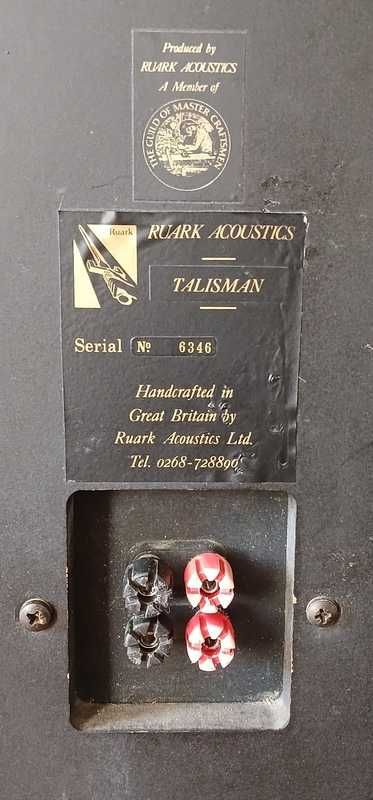 Produced by
RUARK ACOUSTICS
A Member of
THE GUILD OF MASTER CRAFTSMEN
Ruark
RUARK ACOUSTICS
TALISMAN
Serial № 6346
Handcrafted in
Great Britain by
Ruark Acoustics Ltd.
Tel. 0268-728890